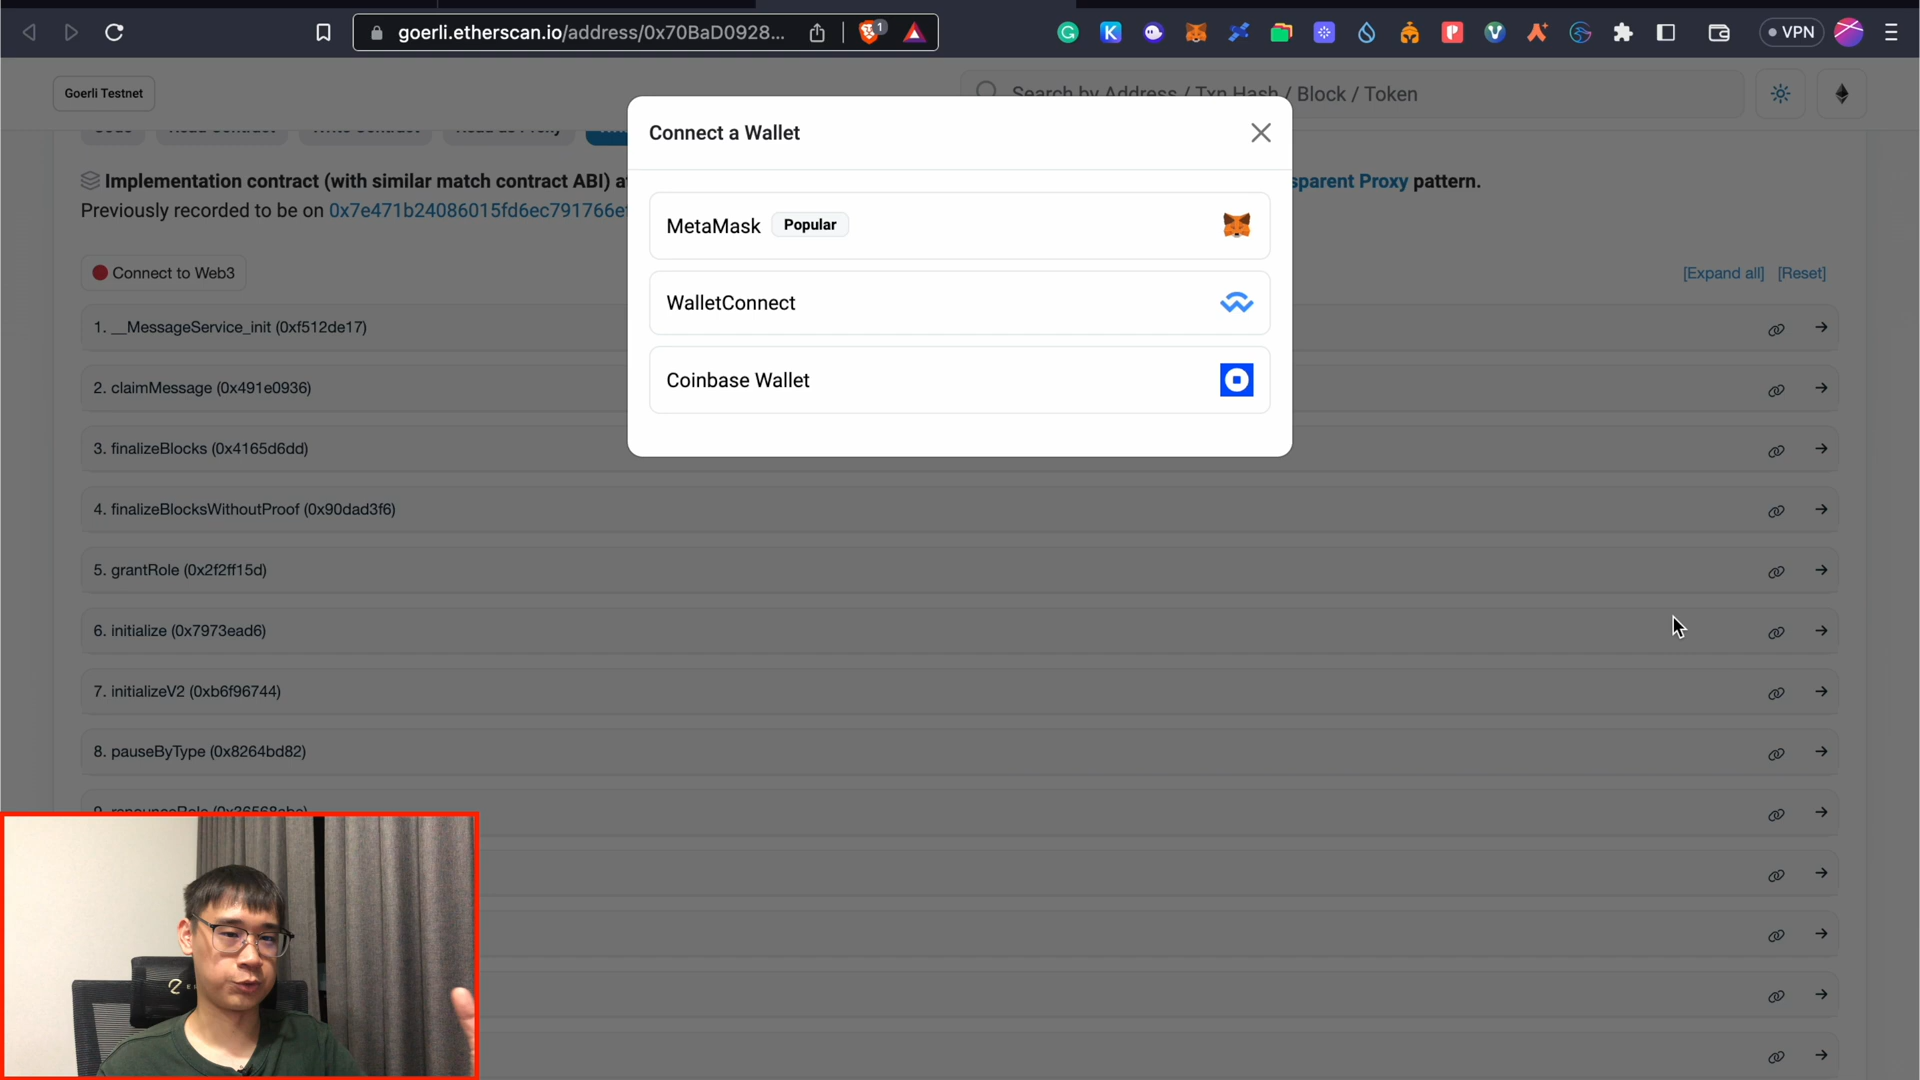 goerli.etherscan.io/address/0x70BaD0928...
1
VPN
Goerli Testnet
Search by Address / Txn Hash / Block / Token
Connect a Wallet
Implementation contract (with similar match contract ABI) a
sparent Proxy pattern.
Previously recorded to be on 0x7e471b24086015fd6ec791766e
MetaMask Popular
Connect to Web3
[Expand all] [Reset]
WalletConnect
1. __MessageService_init (0xf512de17)
Coinbase Wallet
2. claimMessage (0x491e0936)
3. finalizeBlocks (0x4165d6dd)
4. finalizeBlocksWithoutProof (0x90dad3f6)
5. grantRole (0x2f2ff15d)
6. initialize (0x7973ead6)
7. initializeV2 (0xb6f96744)
8. pauseByType (0x8264bd82)